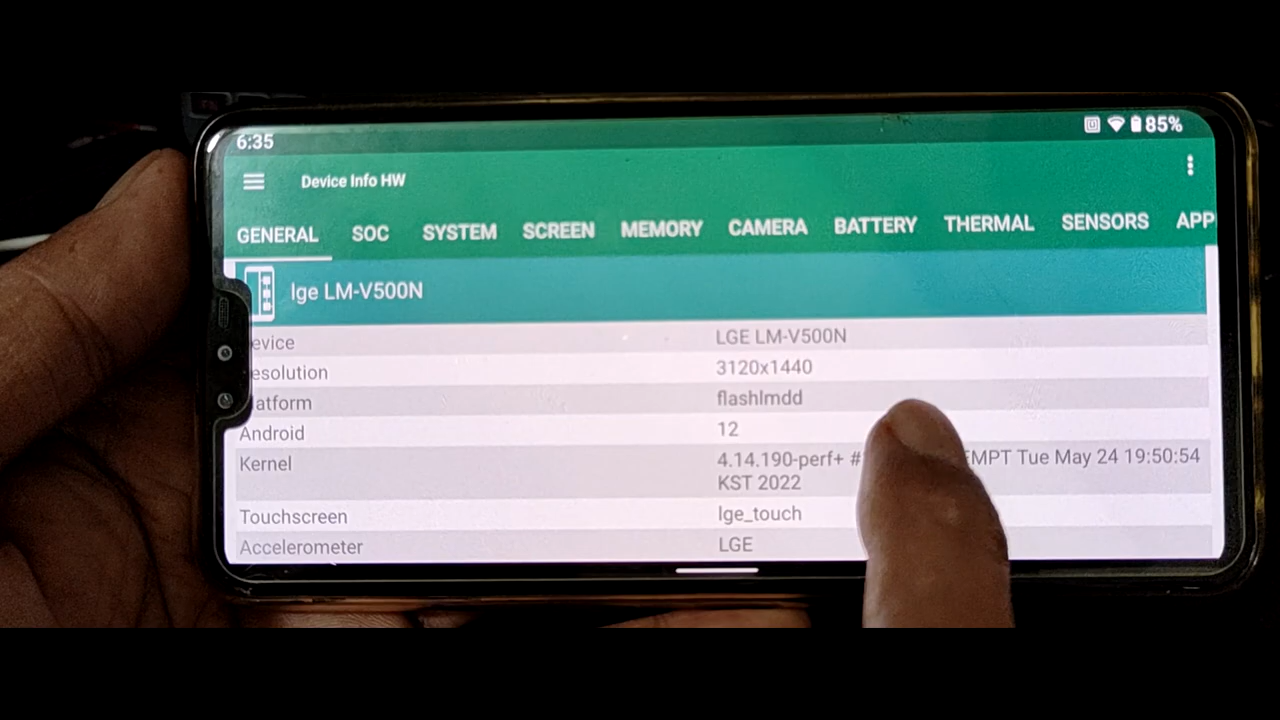 6:35
85%
Device Info HW
GENERAL SOC SYSTEM SCREEN MEMORY CAMERA BATTERY THERMAL SENSORS APP
lge LM-V500N
evice LGE LM-V500N
esolution 3120x1440
latform flashlmdd
Android 12
Kernel 4.14.190-perf+ # EMPT Tue May 24 19:50:54
KST 2022
Touchscreen lge_touch
Accelerometer LGE